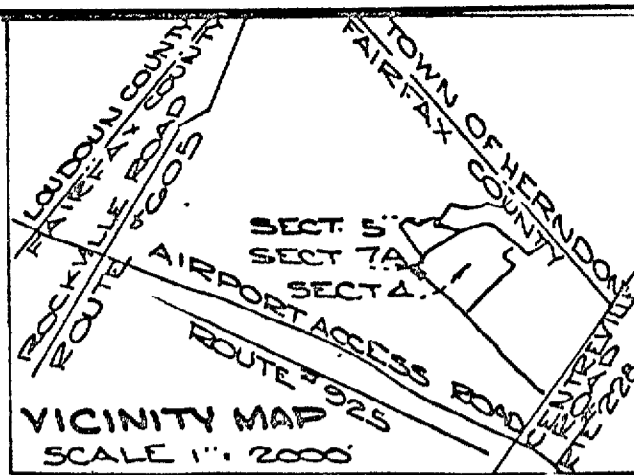 LOUDOUN COUNTY
FAIRFAX COUNTY
ROCKVILLE ROAD
ROUTE #605
TOWN OF HERNDON
FAIRFAX COUNTY
SECT. 5
SECT 7A
SECT 4
AIRPORT ACCESS ROAD
ROUTE #925
CENTREVILLE
ROAD
RTE 228
VICINITY MAP
SCALE 1": 2000'